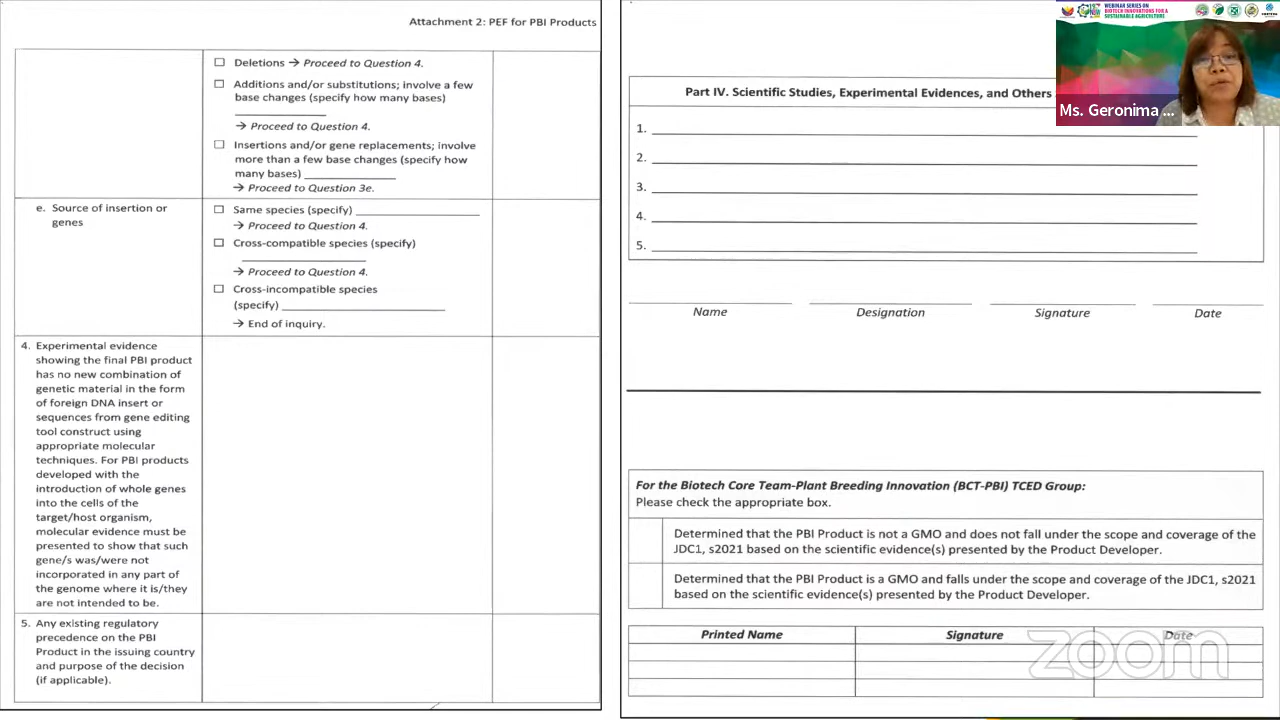 Attachment 2: PEF for PBI Products
☐ Deletions → Proceed to Question 4.
☐ Additions and/or substitutions; involve a few
base changes (specify how many bases)
→ Proceed to Question 4.
☐ Insertions and/or gene replacements; involve
more than a few base changes (specify how
many bases)
→ Proceed to Question 3e.
e. Source of insertion or
genes
☐ Same species (specify)
→ Proceed to Question 4.
☐ Cross-compatible species (specify)
→ Proceed to Question 4.
☐ Cross-incompatible species
(specify)
→ End of inquiry.
4. Experimental evidence
showing the final PBI product
has no new combination of
genetic material in the form
of foreign DNA insert or
sequences from gene editing
tool construct using
appropriate molecular
techniques. For PBI products
developed with the
introduction of whole genes
into the cells of the
target/host organism,
molecular evidence must be
presented to show that such
gene/s was/were not
incorporated in any part of
the genome where it is/they
are not intended to be.
5. Any existing regulatory
precedence on the PBI
Product in the issuing country
and purpose of the decision
(if applicable).
Part IV. Scientific Studies, Experimental Evidences, and Others
1.
2.
3.
4.
5.
Name Designation Signature Date
For the Biotech Core Team-Plant Breeding Innovation (BCT-PBI) TCED Group:
Please check the appropriate box.
Determined that the PBI Product is not a GMO and does not fall under the scope and coverage of the
JDC1, s2021 based on the scientific evidence(s) presented by the Product Developer.
Determined that the PBI Product is a GMO and falls under the scope and coverage of the JDC1, s2021
based on the scientific evidence(s) presented by the Product Developer.
Printed Name Signature Date
zoom
WEBINAR SERIES ON
BIOTECH INNOVATIONS FOR A
SUSTAINABLE AGRICULTURE
Ms. Geronima ...